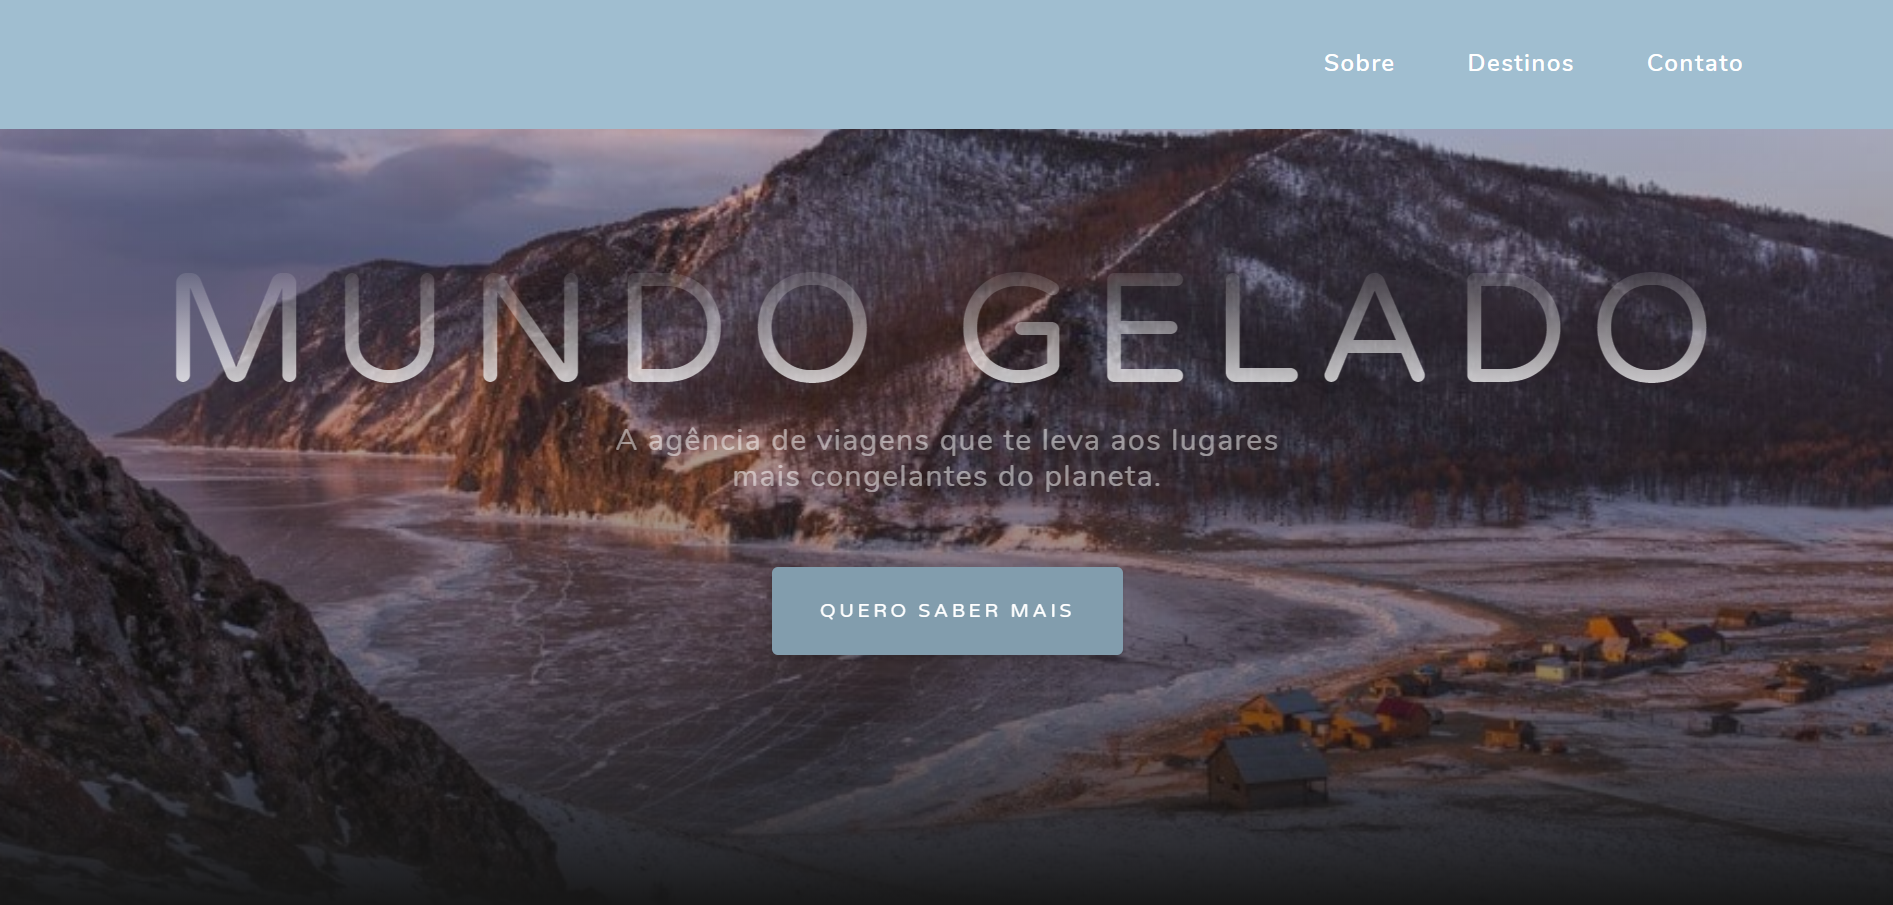 Sobre Destinos Contato
MUNDO GELADO
A agência de viagens que te leva aos lugares
mais congelantes do planeta.
QUERO SABER MAIS